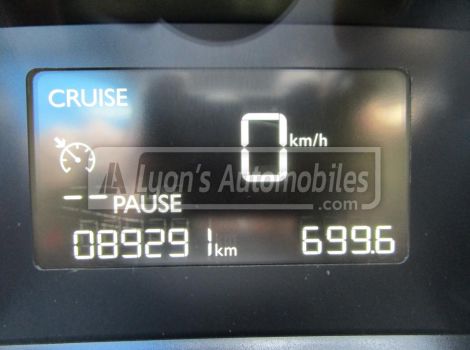 CRUISE
0 km/h
Lyon's Automobiles
.com
-- PAUSE
089291 km 699.6